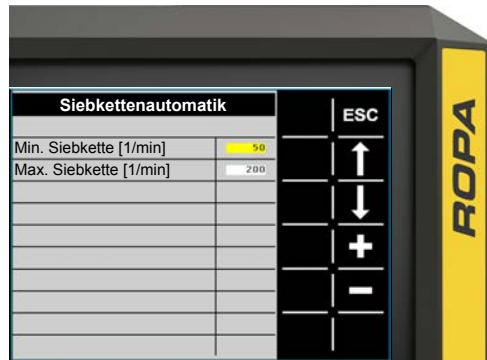 Siebkettenautomatik
ESC
Min. Siebkette [1/min] 50
Max. Siebkette [1/min] 200
+
−
ROPA